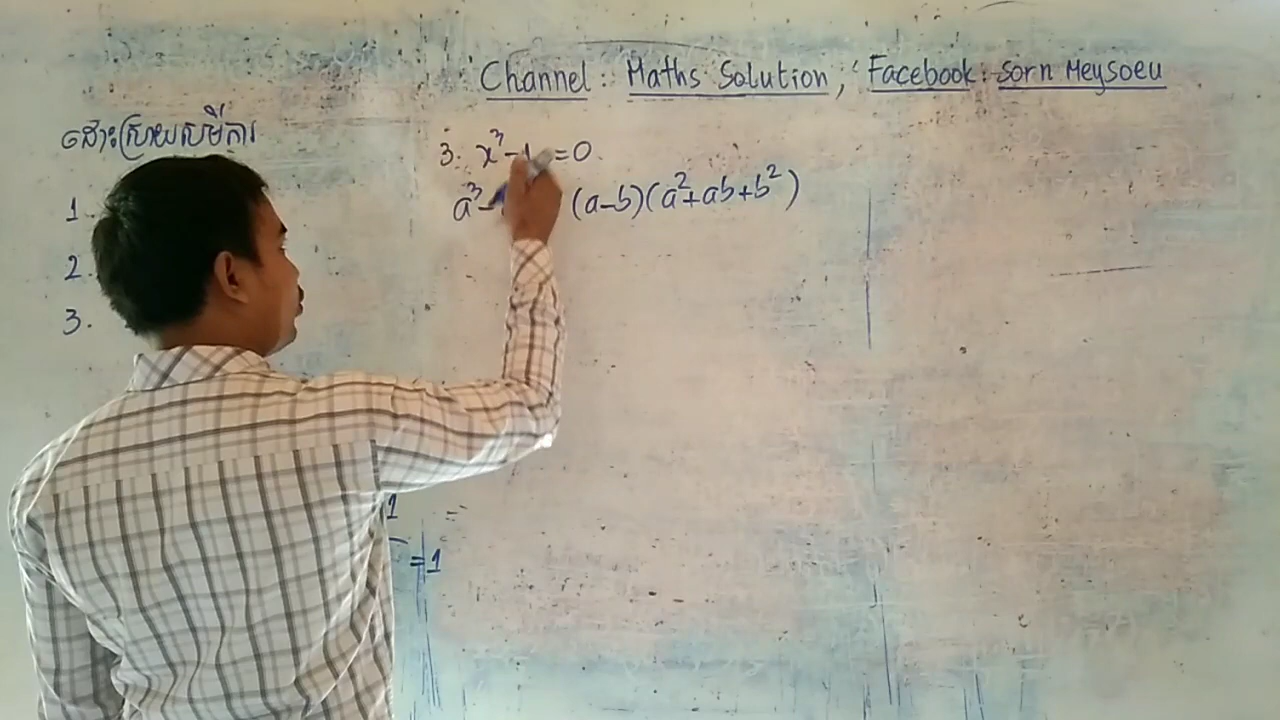 Channel : Maths Solution , Facebook : Sorn Meysoeu
ដោះស្រាយសមីការ
1.
2.
3.
3. x³-1 =0
a³- (a-b)(a²+ab+b²)
1 =
=1